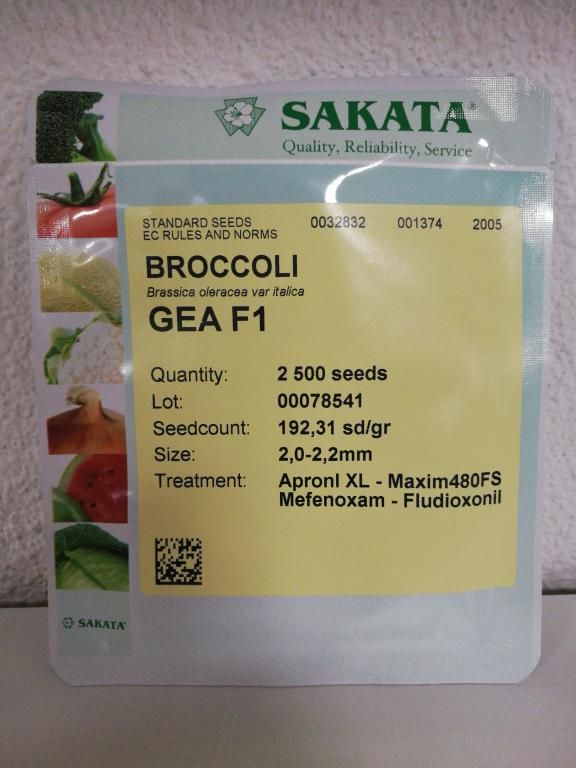 SAKATA®
Quality, Reliability, Service
STANDARD SEEDS 0032832 001374 2005
EC RULES AND NORMS
BROCCOLI
Brassica oleracea var italica
GEA F1
Quantity: 2 500 seeds
Lot: 00078541
Seedcount: 192,31 sd/gr
Size: 2,0-2,2mm
Treatment: Apronl XL - Maxim480FS
Mefenoxam - Fludioxonil
SAKATA®